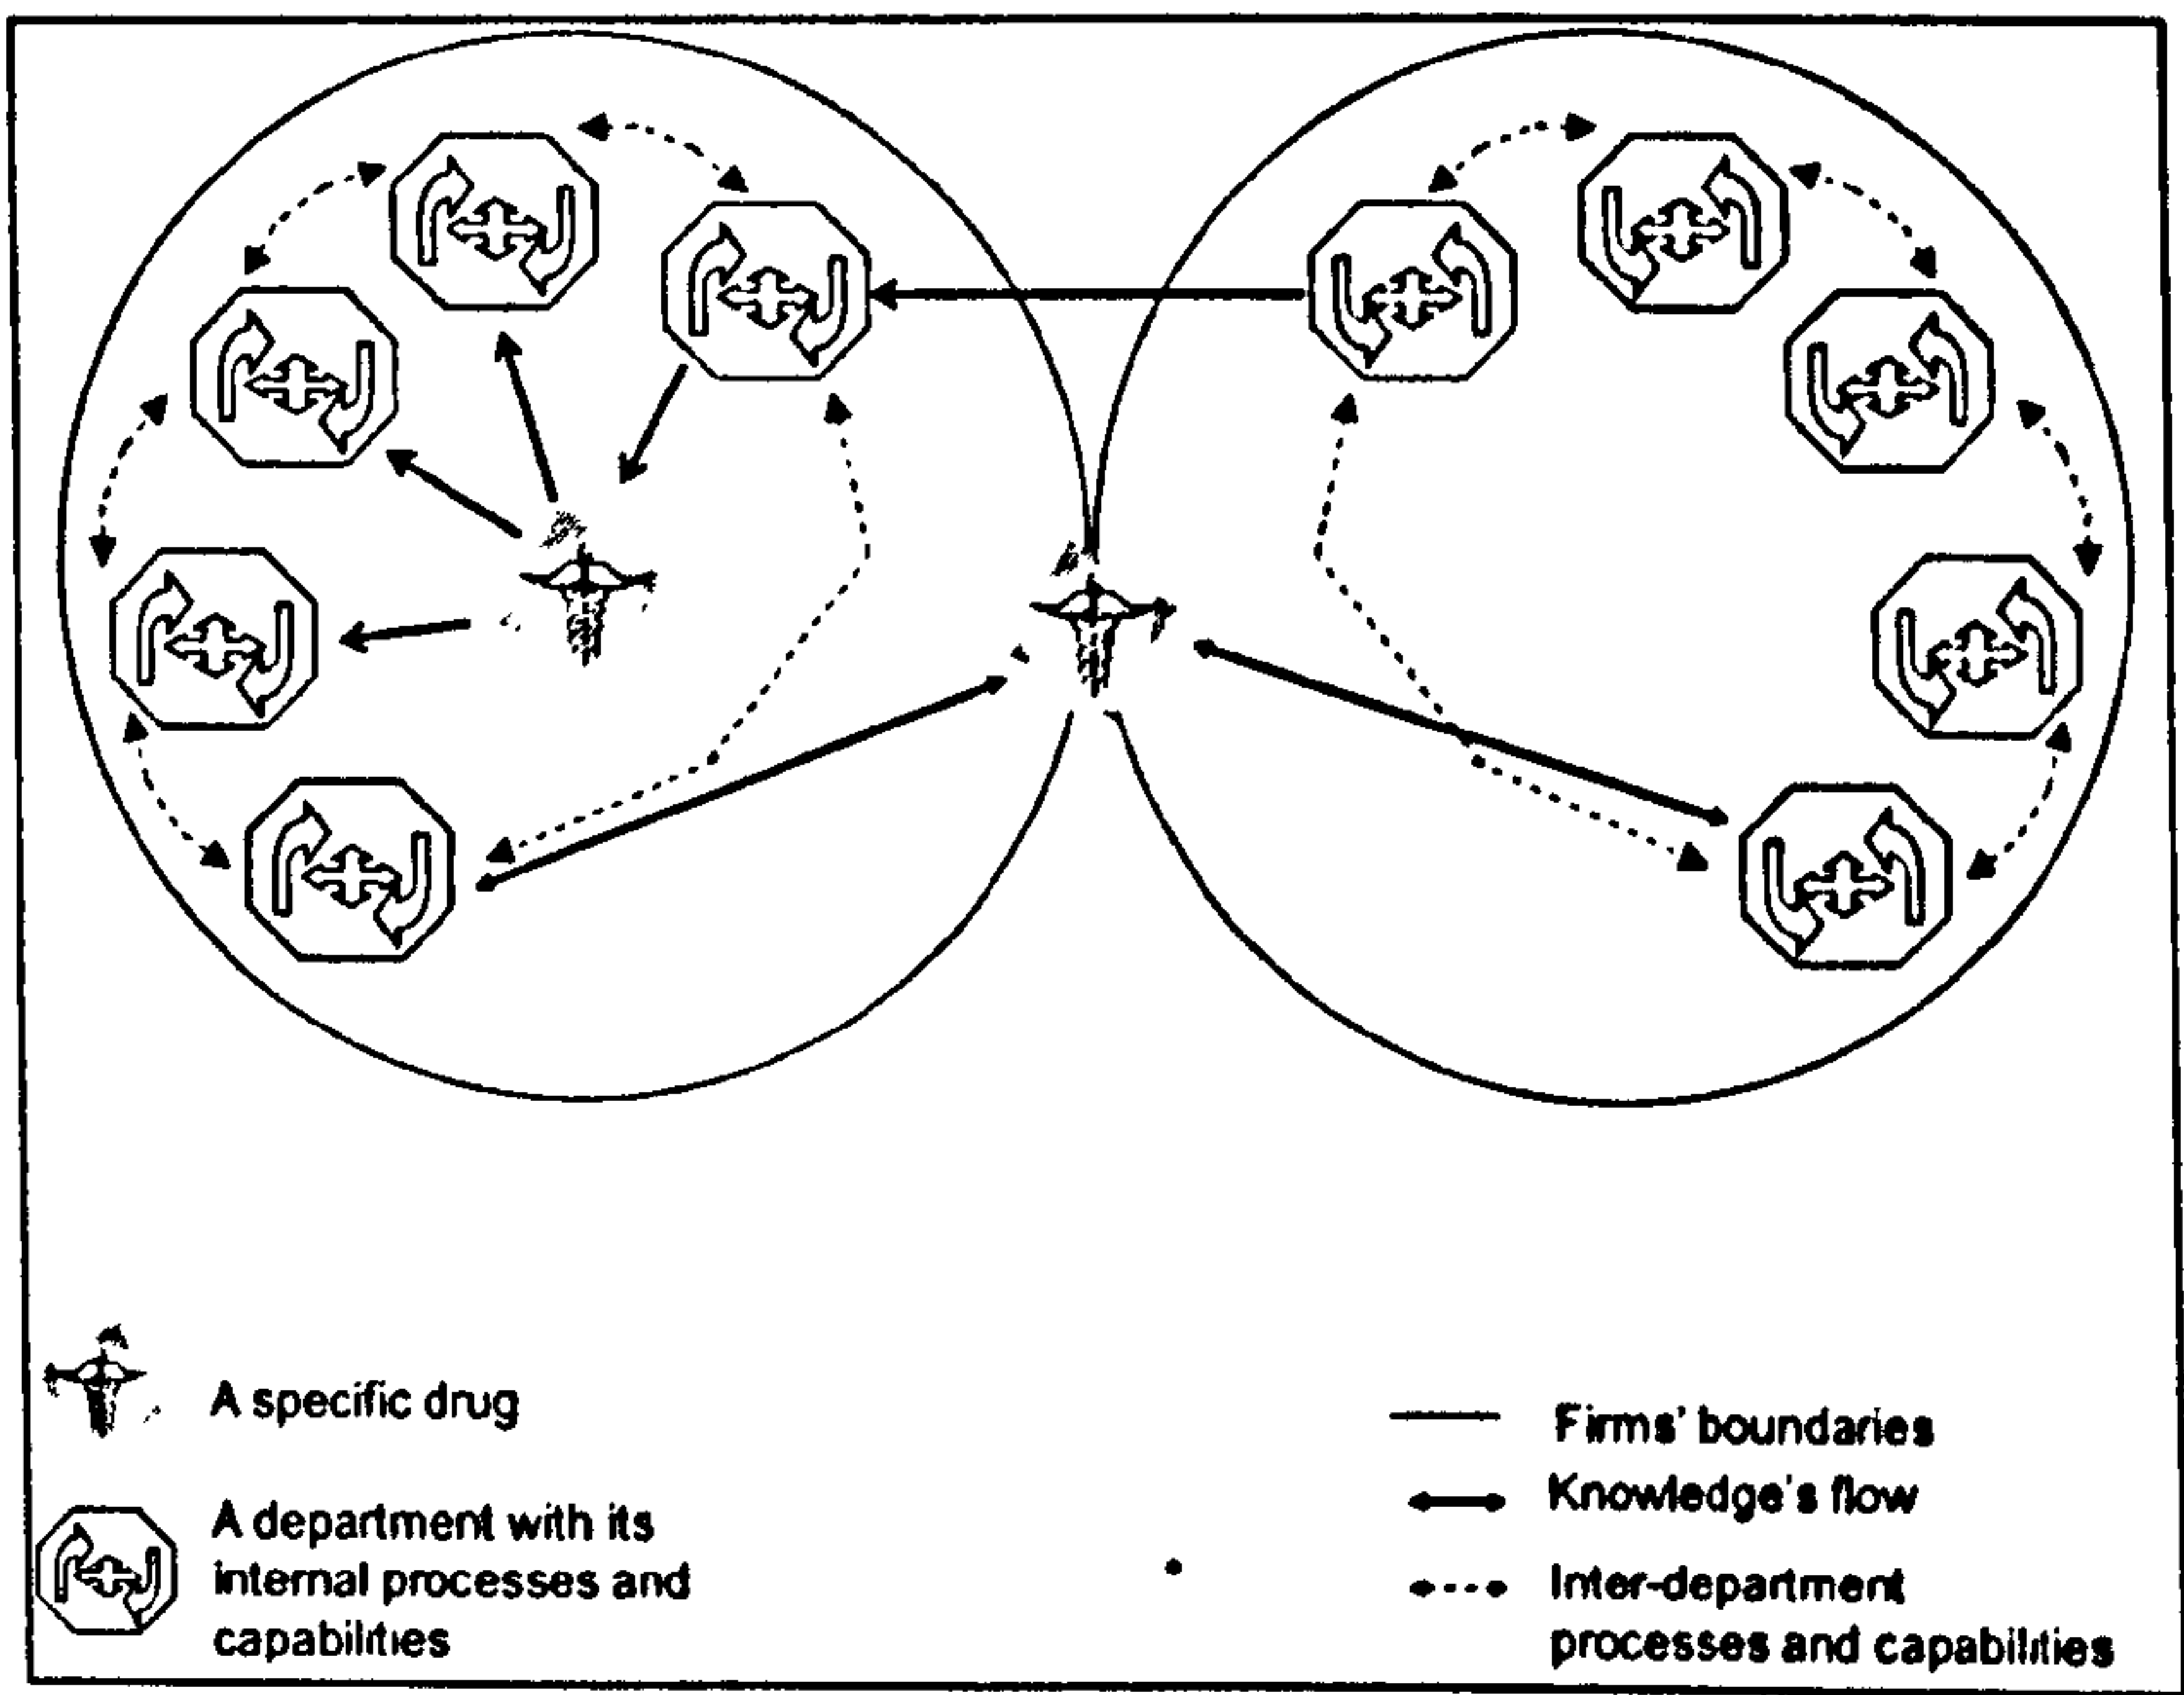 A specific drug
A department with its
internal processes and
capabilities
Firms' boundaries
Knowledge's flow
Inter-department
processes and capabilities